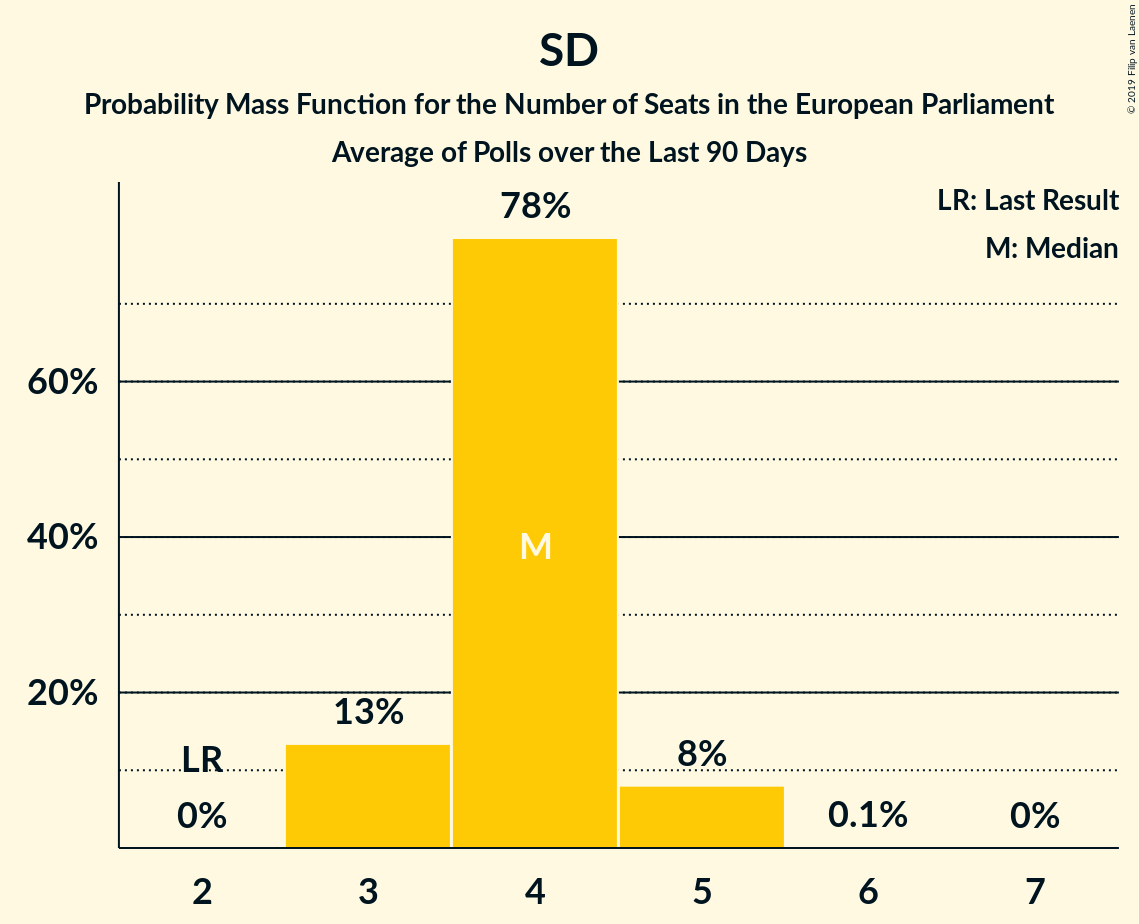 SD
Probability Mass Function for the Number of Seats in the European Parliament
Average of Polls over the Last 90 Days
© 2019 Filip van Laenen
LR: Last Result
M: Median
78%
60%
40%
M
20%
13%
LR
8%
0%
0.1%
0%
2 3 4 5 6 7